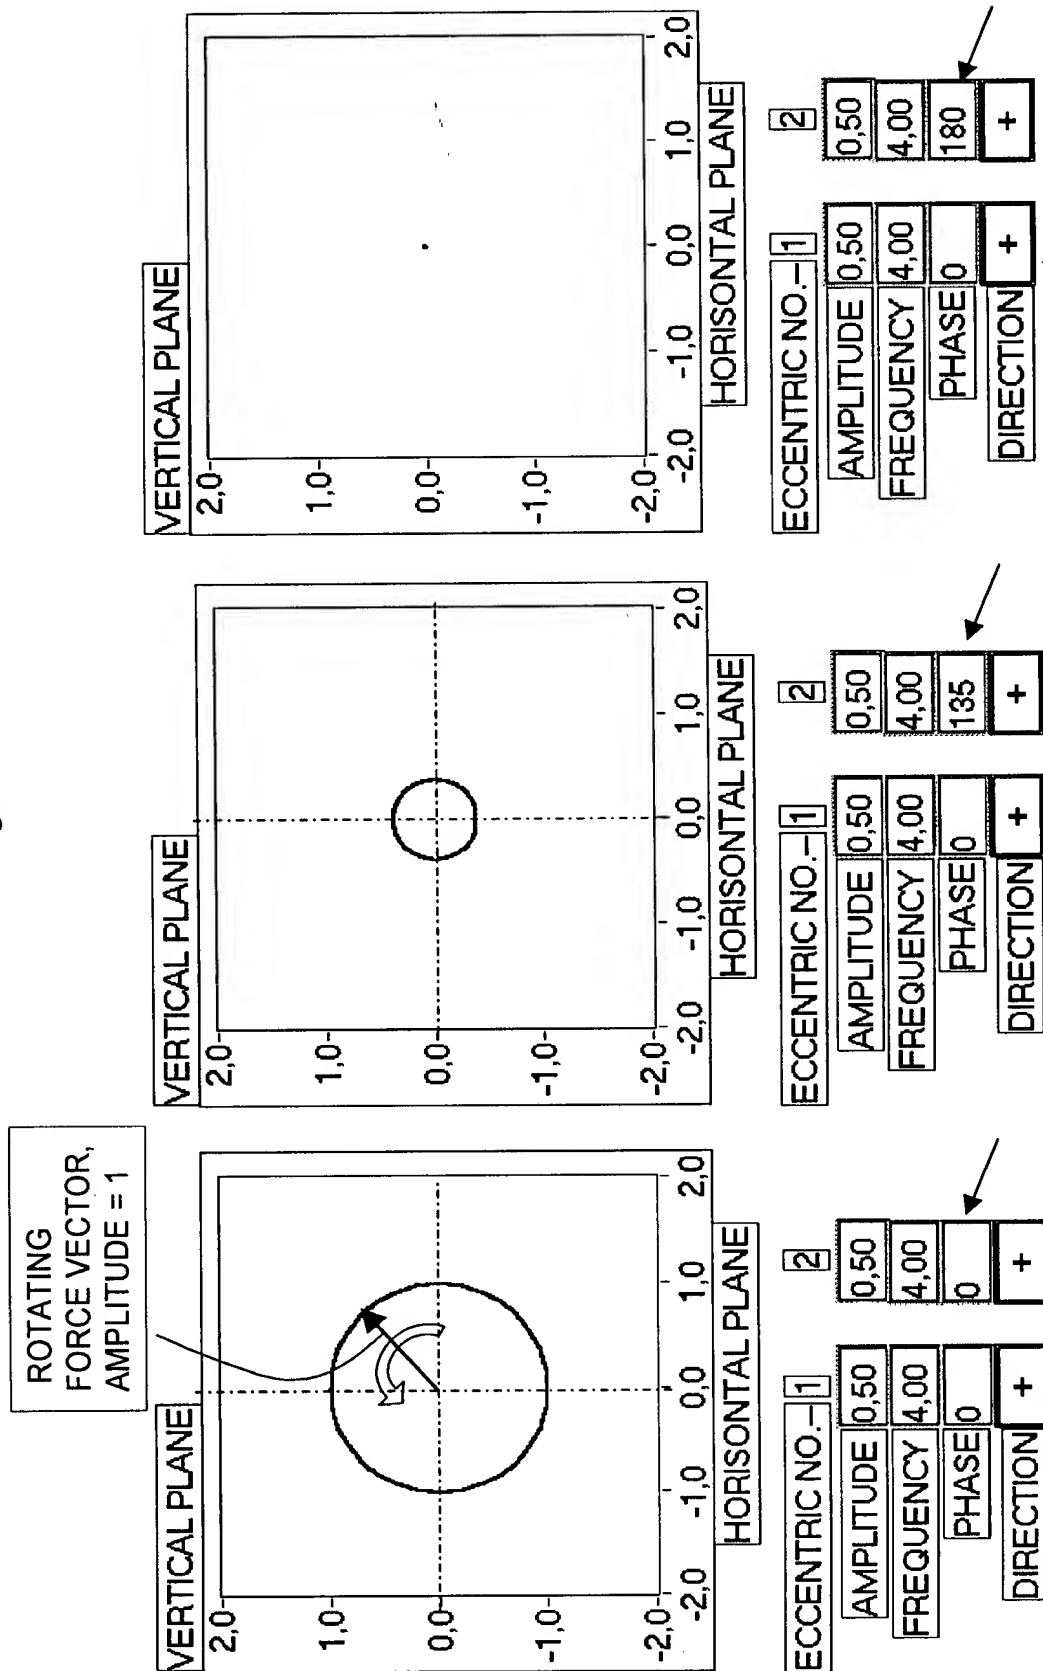 ROTATING
FORCE VECTOR,
AMPLITUDE = 1
VERTICAL PLANE
2,0
1,0
0,0
-1,0
-2,0
-2,0 -1,0 0,0 1,0 2,0
HORISONTAL PLANE
ECCENTRIC NO.– 1 2
AMPLITUDE 0,50 0,50
FREQUENCY 4,00 4,00
PHASE 0 0
DIRECTION + +
VERTICAL PLANE
2,0
1,0
0,0
-1,0
-2,0
-2,0 -1,0 0,0 1,0 2,0
HORISONTAL PLANE
ECCENTRIC NO.– 1 2
AMPLITUDE 0,50 0,50
FREQUENCY 4,00 4,00
PHASE 0 135
DIRECTION + +
VERTICAL PLANE
2,0
1,0
0,0
-1,0
-2,0
-2,0 -1,0 0,0 1,0 2,0
HORISONTAL PLANE
ECCENTRIC NO.– 1 2
AMPLITUDE 0,50 0,50
FREQUENCY 4,00 4,00
PHASE 0 180
DIRECTION + +